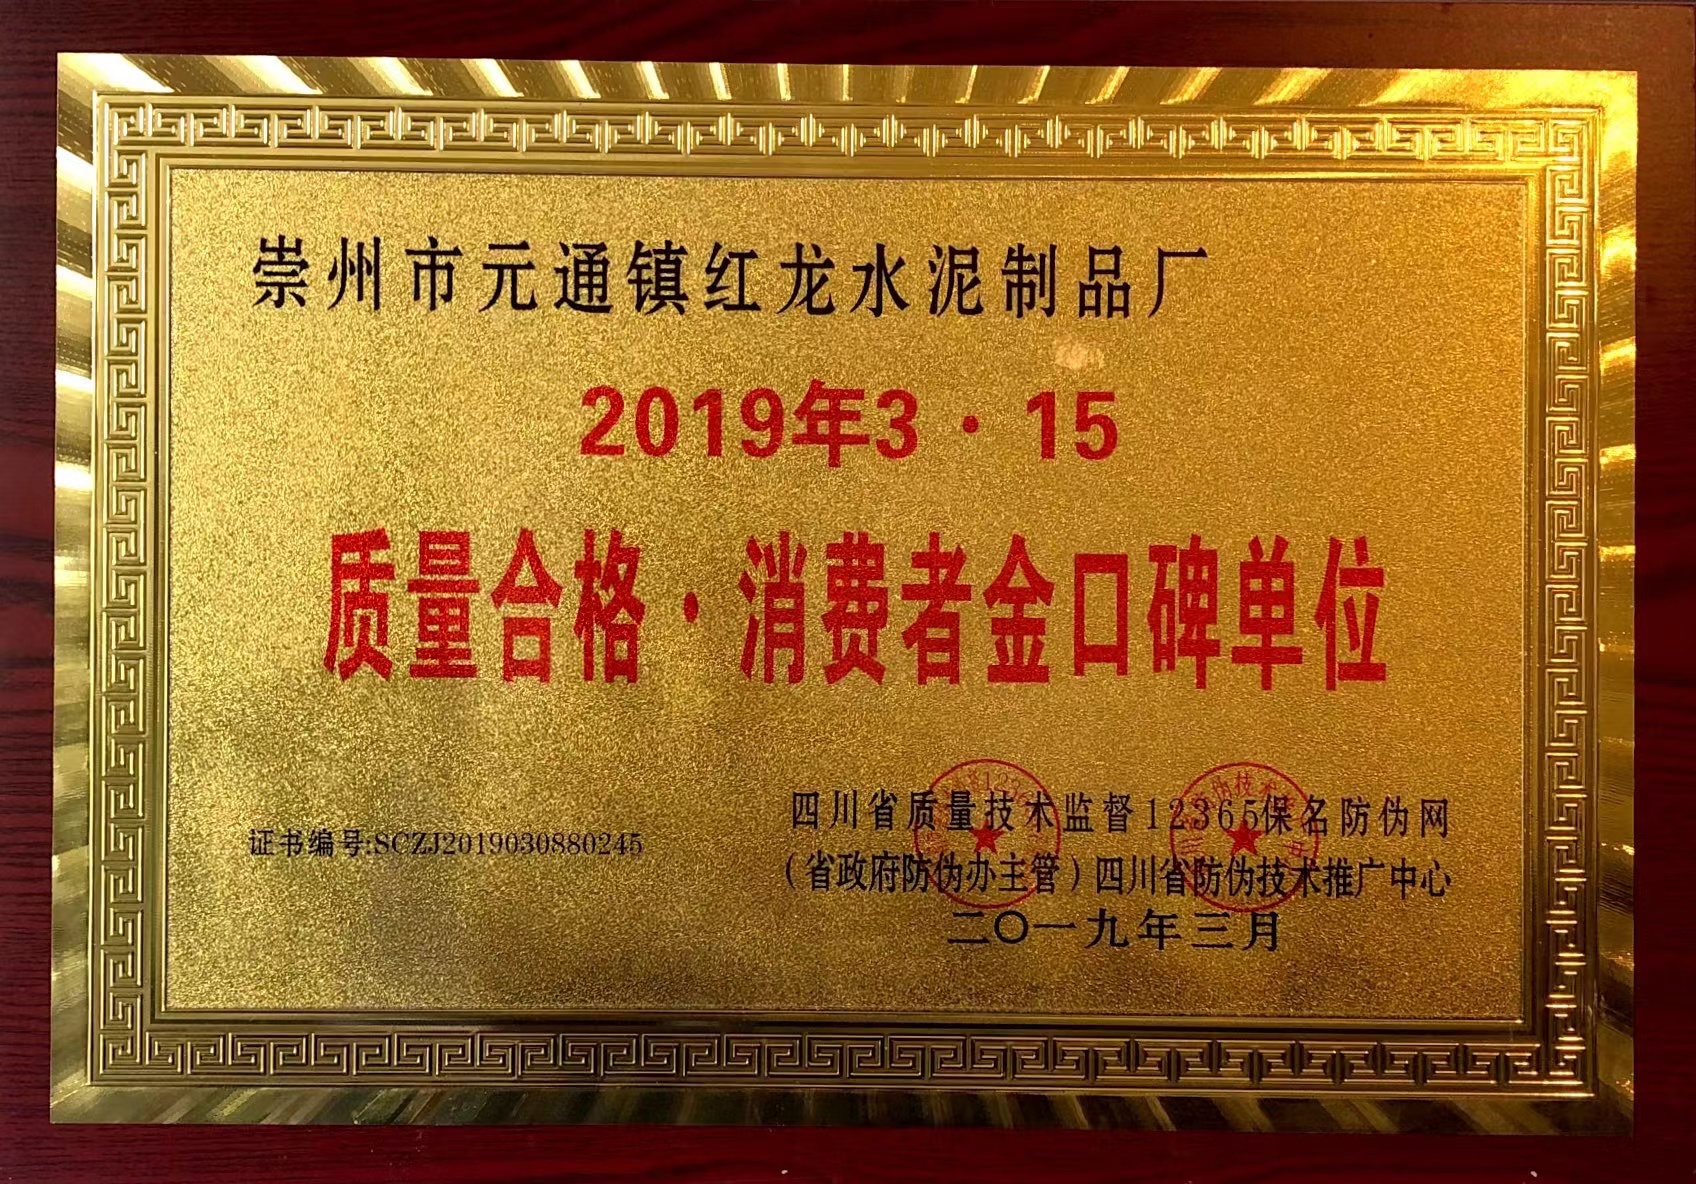 崇州市元通镇红龙水泥制品厂
2019年3·15
质量合格·消费者金口碑单位
证书编号:SCZJ2019030880245
四川省质量技术监督12365保名防伪网
（省政府防伪办主管）四川省防伪技术推广中心
二〇一九年三月